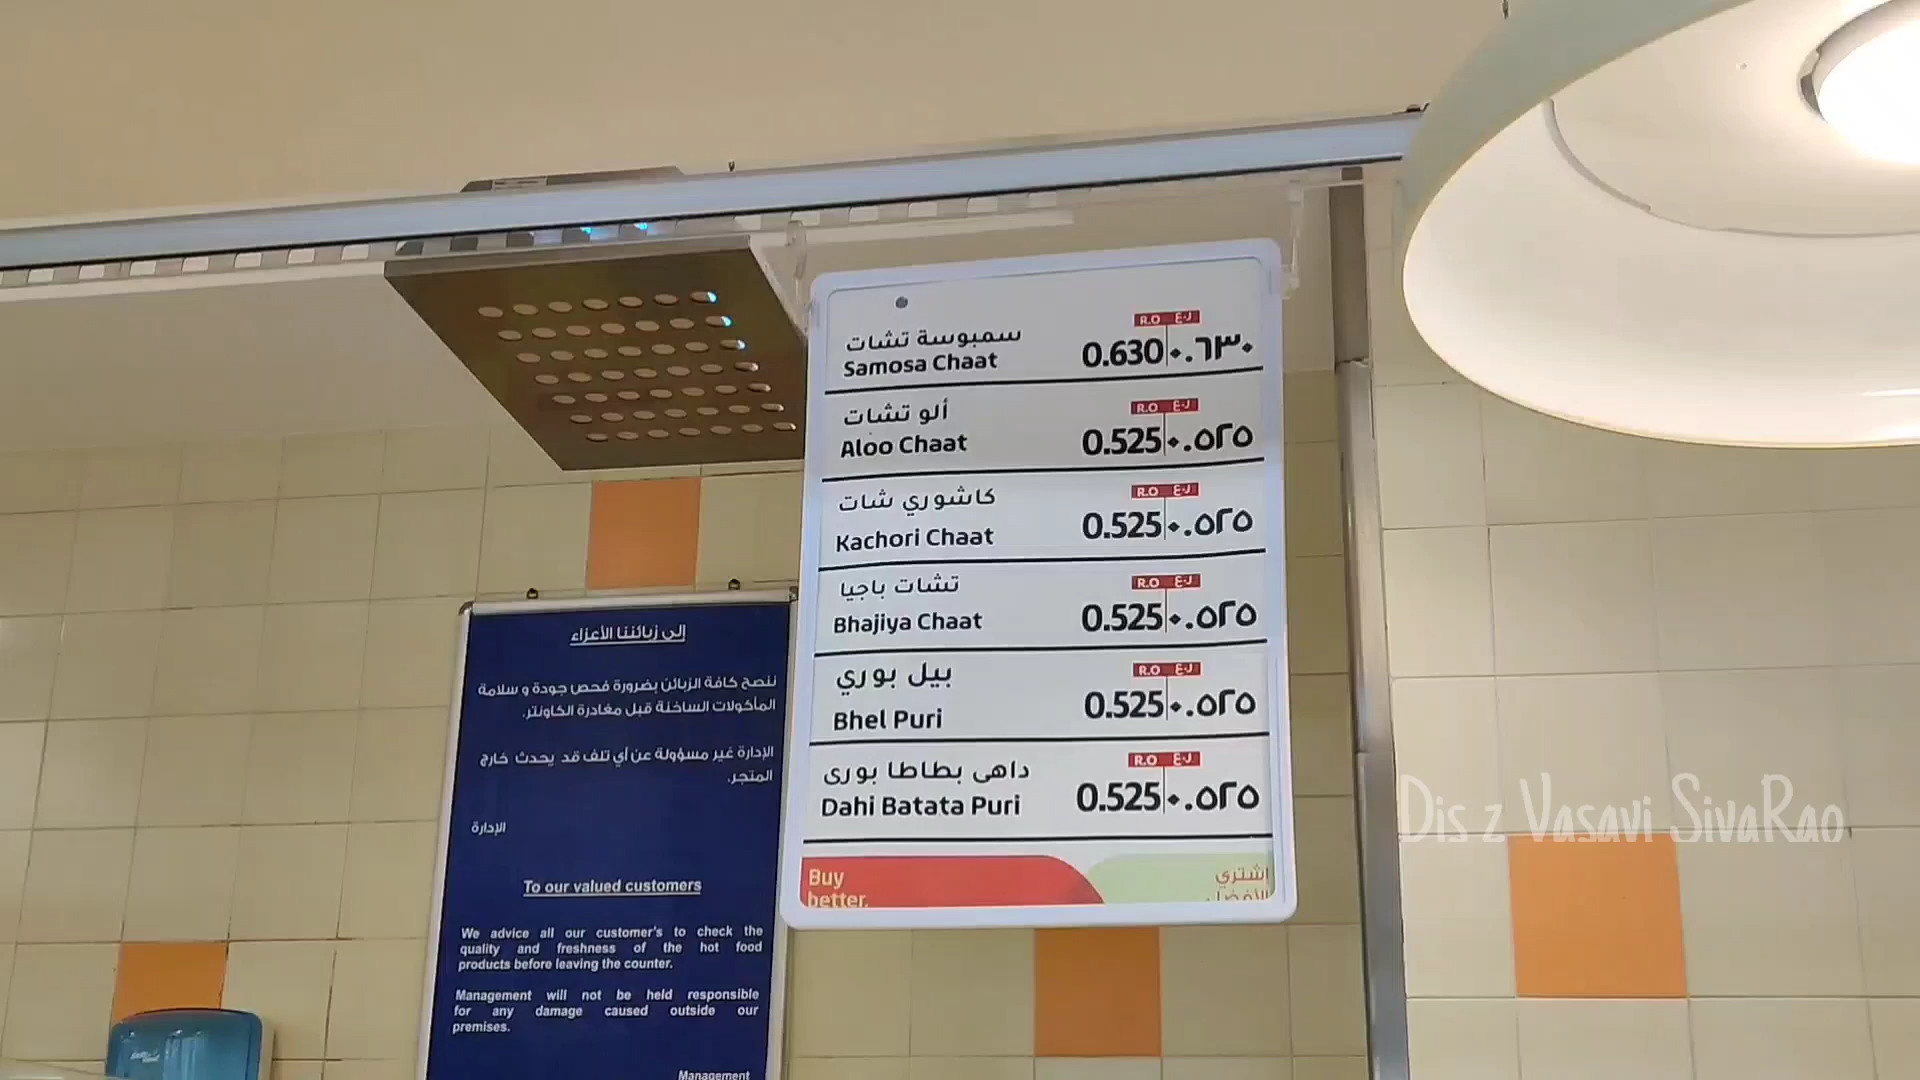 R.O ر.ع
سمبوسة تشات
Samosa Chaat
0.630 ٠.٦٣٠
R.O ر.ع
ألو تشات
Aloo Chaat
0.525 ٠.٥٢٥
R.O ر.ع
كاشوري شات
Kachori Chaat
0.525 ٠.٥٢٥
R.O ر.ع
تشات باجيا
Bhajiya Chaat
0.525 ٠.٥٢٥
R.O ر.ع
بيل بوري
Bhel Puri
0.525 ٠.٥٢٥
R.O ر.ع
داهى بطاطا بورى
Dahi Batata Puri
0.525 ٠.٥٢٥
Buy
better.
اشتري
الأفضل.
إلى زبائننا الأعزاء
ننصح كافة الزبائن بضرورة فحص جودة و سلامة
المأكولات الساخنة قبل مغادرة الكاونتر.
الإدارة غير مسؤولة عن أي تلف قد يحدث خارج
المتجر.
الإدارة
To our valued customers
We advice all our customer's to check the
quality and freshness of the hot food
products before leaving the counter.
Management will not be held responsible
for any damage caused outside our
premises.
Management
Dis z Vasavi SivaRao